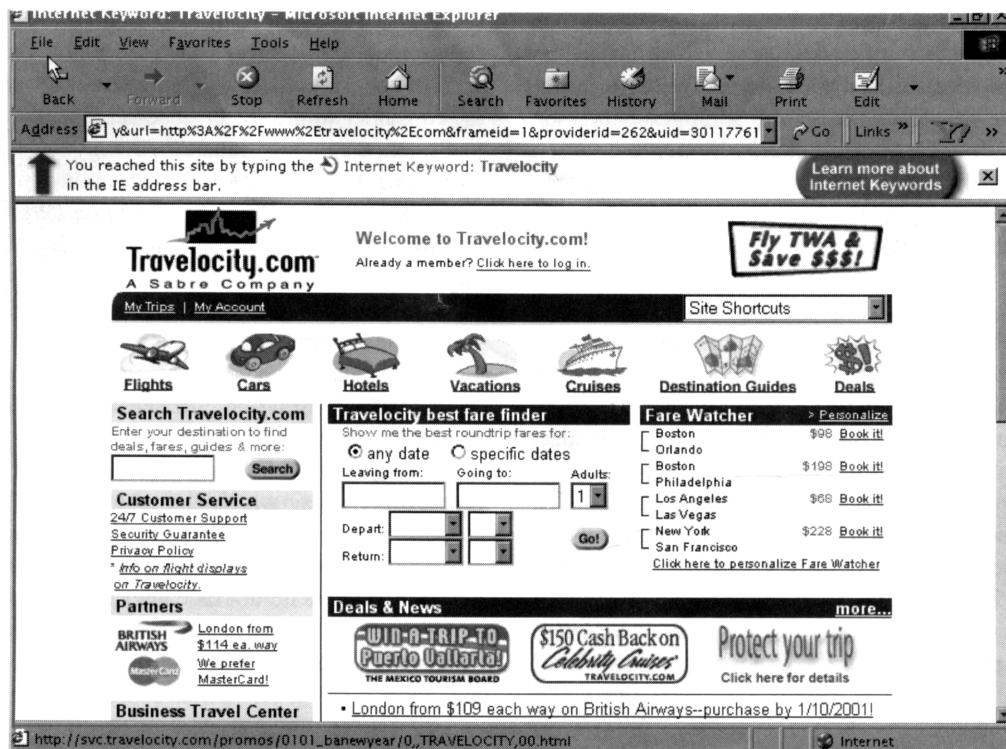 Internet Keyword: Travelocity - Microsoft Internet Explorer
File Edit View Favorites Tools Help
Back Forward Stop Refresh Home Search Favorites History Mail Print Edit
Address y&url=http%3A%2F%2Fwww%2Etravelocity%2Ecom&frameid=1&providerid=262&uid=30117761 Go Links
You reached this site by typing the Internet Keyword: Travelocity
in the IE address bar.
Learn more about
Internet Keywords
Travelocity.com
A Sabre Company
Welcome to Travelocity.com!
Already a member? Click here to log in.
Fly TWA &
Save $$$!
My Trips | My Account
Site Shortcuts
Flights Cars Hotels Vacations Cruises Destination Guides Deals
Search Travelocity.com
Enter your destination to find
deals, fares, guides & more:
Search
Customer Service
24/7 Customer Support
Security Guarantee
Privacy Policy
* Info on flight displays
on Travelocity.
Partners
BRITISH
AIRWAYS
London from
$114 ea. way
MasterCard
We prefer
MasterCard!
Business Travel Center
Travelocity best fare finder
Show me the best roundtrip fares for:
any date specific dates
Leaving from: Going to: Adults:
1
Depart:
Return:
Go!
Fare Watcher > Personalize
Boston $98 Book it!
Orlando
Boston $198 Book it!
Philadelphia
Los Angeles $68 Book it!
Las Vegas
New York $228 Book it!
San Francisco
Click here to personalize Fare Watcher
Deals & News more...
WIN-A-TRIP-TO
Puerto Vallarta!
THE MEXICO TOURISM BOARD
$150 Cash Back on
Celebrity Cruises
TRAVELOCITY.COM
Protect your trip
Click here for details
• London from $109 each way on British Airways--purchase by 1/10/2001!
http://svc.travelocity.com/promos/0101_banewyear/0,,TRAVELOCITY,00.html Internet